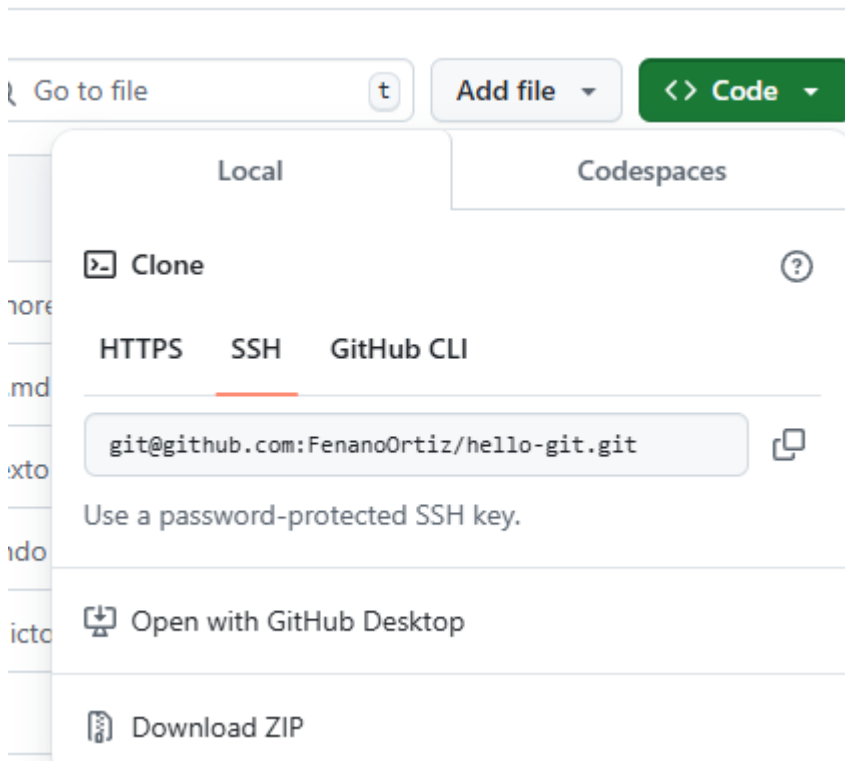 Go to file t Add file <> Code
Local Codespaces
Clone
HTTPS SSH GitHub CLI
git@github.com:FenanoOrtiz/hello-git.git
Use a password-protected SSH key.
Open with GitHub Desktop
Download ZIP